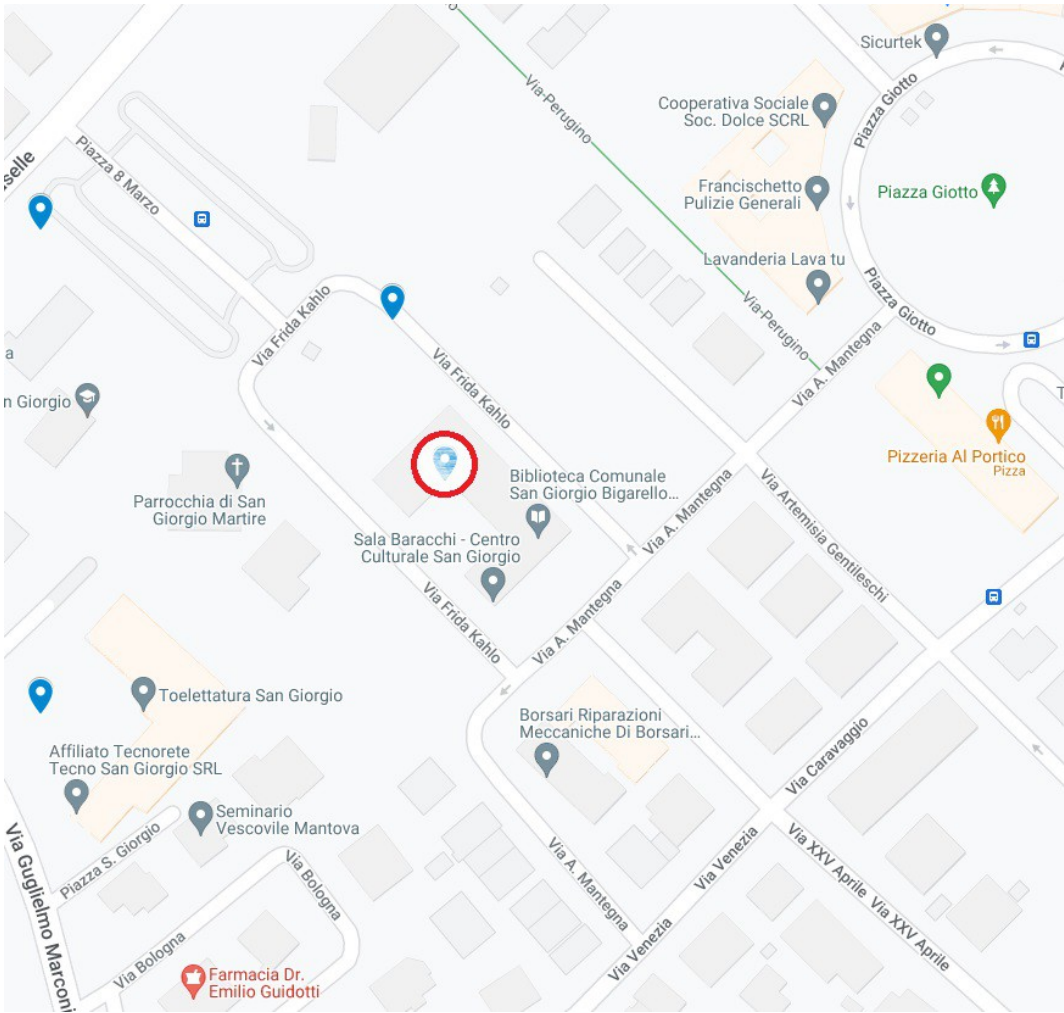 Sicurtek
Piazza Giotto
Via-Perugino
Cooperativa Sociale
Soc. Dolce SCRL
Piazza 8 Marzo
Francischetto
Pulizie Generali
Piazza Giotto
Lavanderia Lava tu
Piazza Giotto
Via Frida Kahlo
Via-Perugino
Via Frida Kahlo
Via A. Mantegna
n Giorgio
Pizzeria Al Portico
Pizza
Parrocchia di San
Giorgio Martire
Biblioteca Comunale
San Giorgio Bigarello...
Via A. Mantegna
Via Artemisia Gentileschi
Sala Baracchi - Centro
Culturale San Giorgio
Via Frida Kahlo
Via A. Mantegna
Toelettatura San Giorgio
Borsari Riparazioni
Meccaniche Di Borsari...
Affiliato Tecnorete
Tecno San Giorgio SRL
Via Caravaggio
Seminario
Vescovile Mantova
Piazza S. Giorgio
Via Guglielmo Marconi
Via Bologna
Via A. Mantegna
Via Venezia
Via XXV Aprile
Via XXV Aprile
Via Bologna
Via Venezia
Farmacia Dr.
Emilio Guidotti